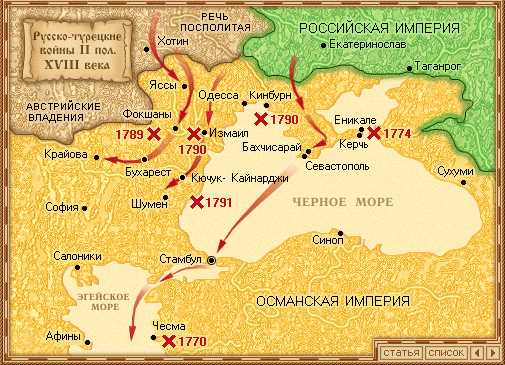 Русско-турецкие
войны II пол.
XVIII века
РЕЧЬ
ПОСПОЛИТАЯ
РОССИЙСКАЯ ИМПЕРИЯ
Хотин
Екатеринослав
Таганрог
Яссы
Одесса
Кинбурн
АВСТРИЙСКИЕ
ВЛАДЕНИЯ
Фокшаны
1789
1790
Измаил
1790
Еникале
1774
Керчь
Крайова
Бухарест
Бахчисарай
Севастополь
Кючук- Кайнарджи
Сухуми
София
Шумен
1791
ЧЕРНОЕ МОРЕ
Синоп
Салоники
Стамбул
ЭГЕЙСКОЕ
МОРЕ
ОСМАНСКАЯ ИМПЕРИЯ
Афины
Чесма
1770
статья
список